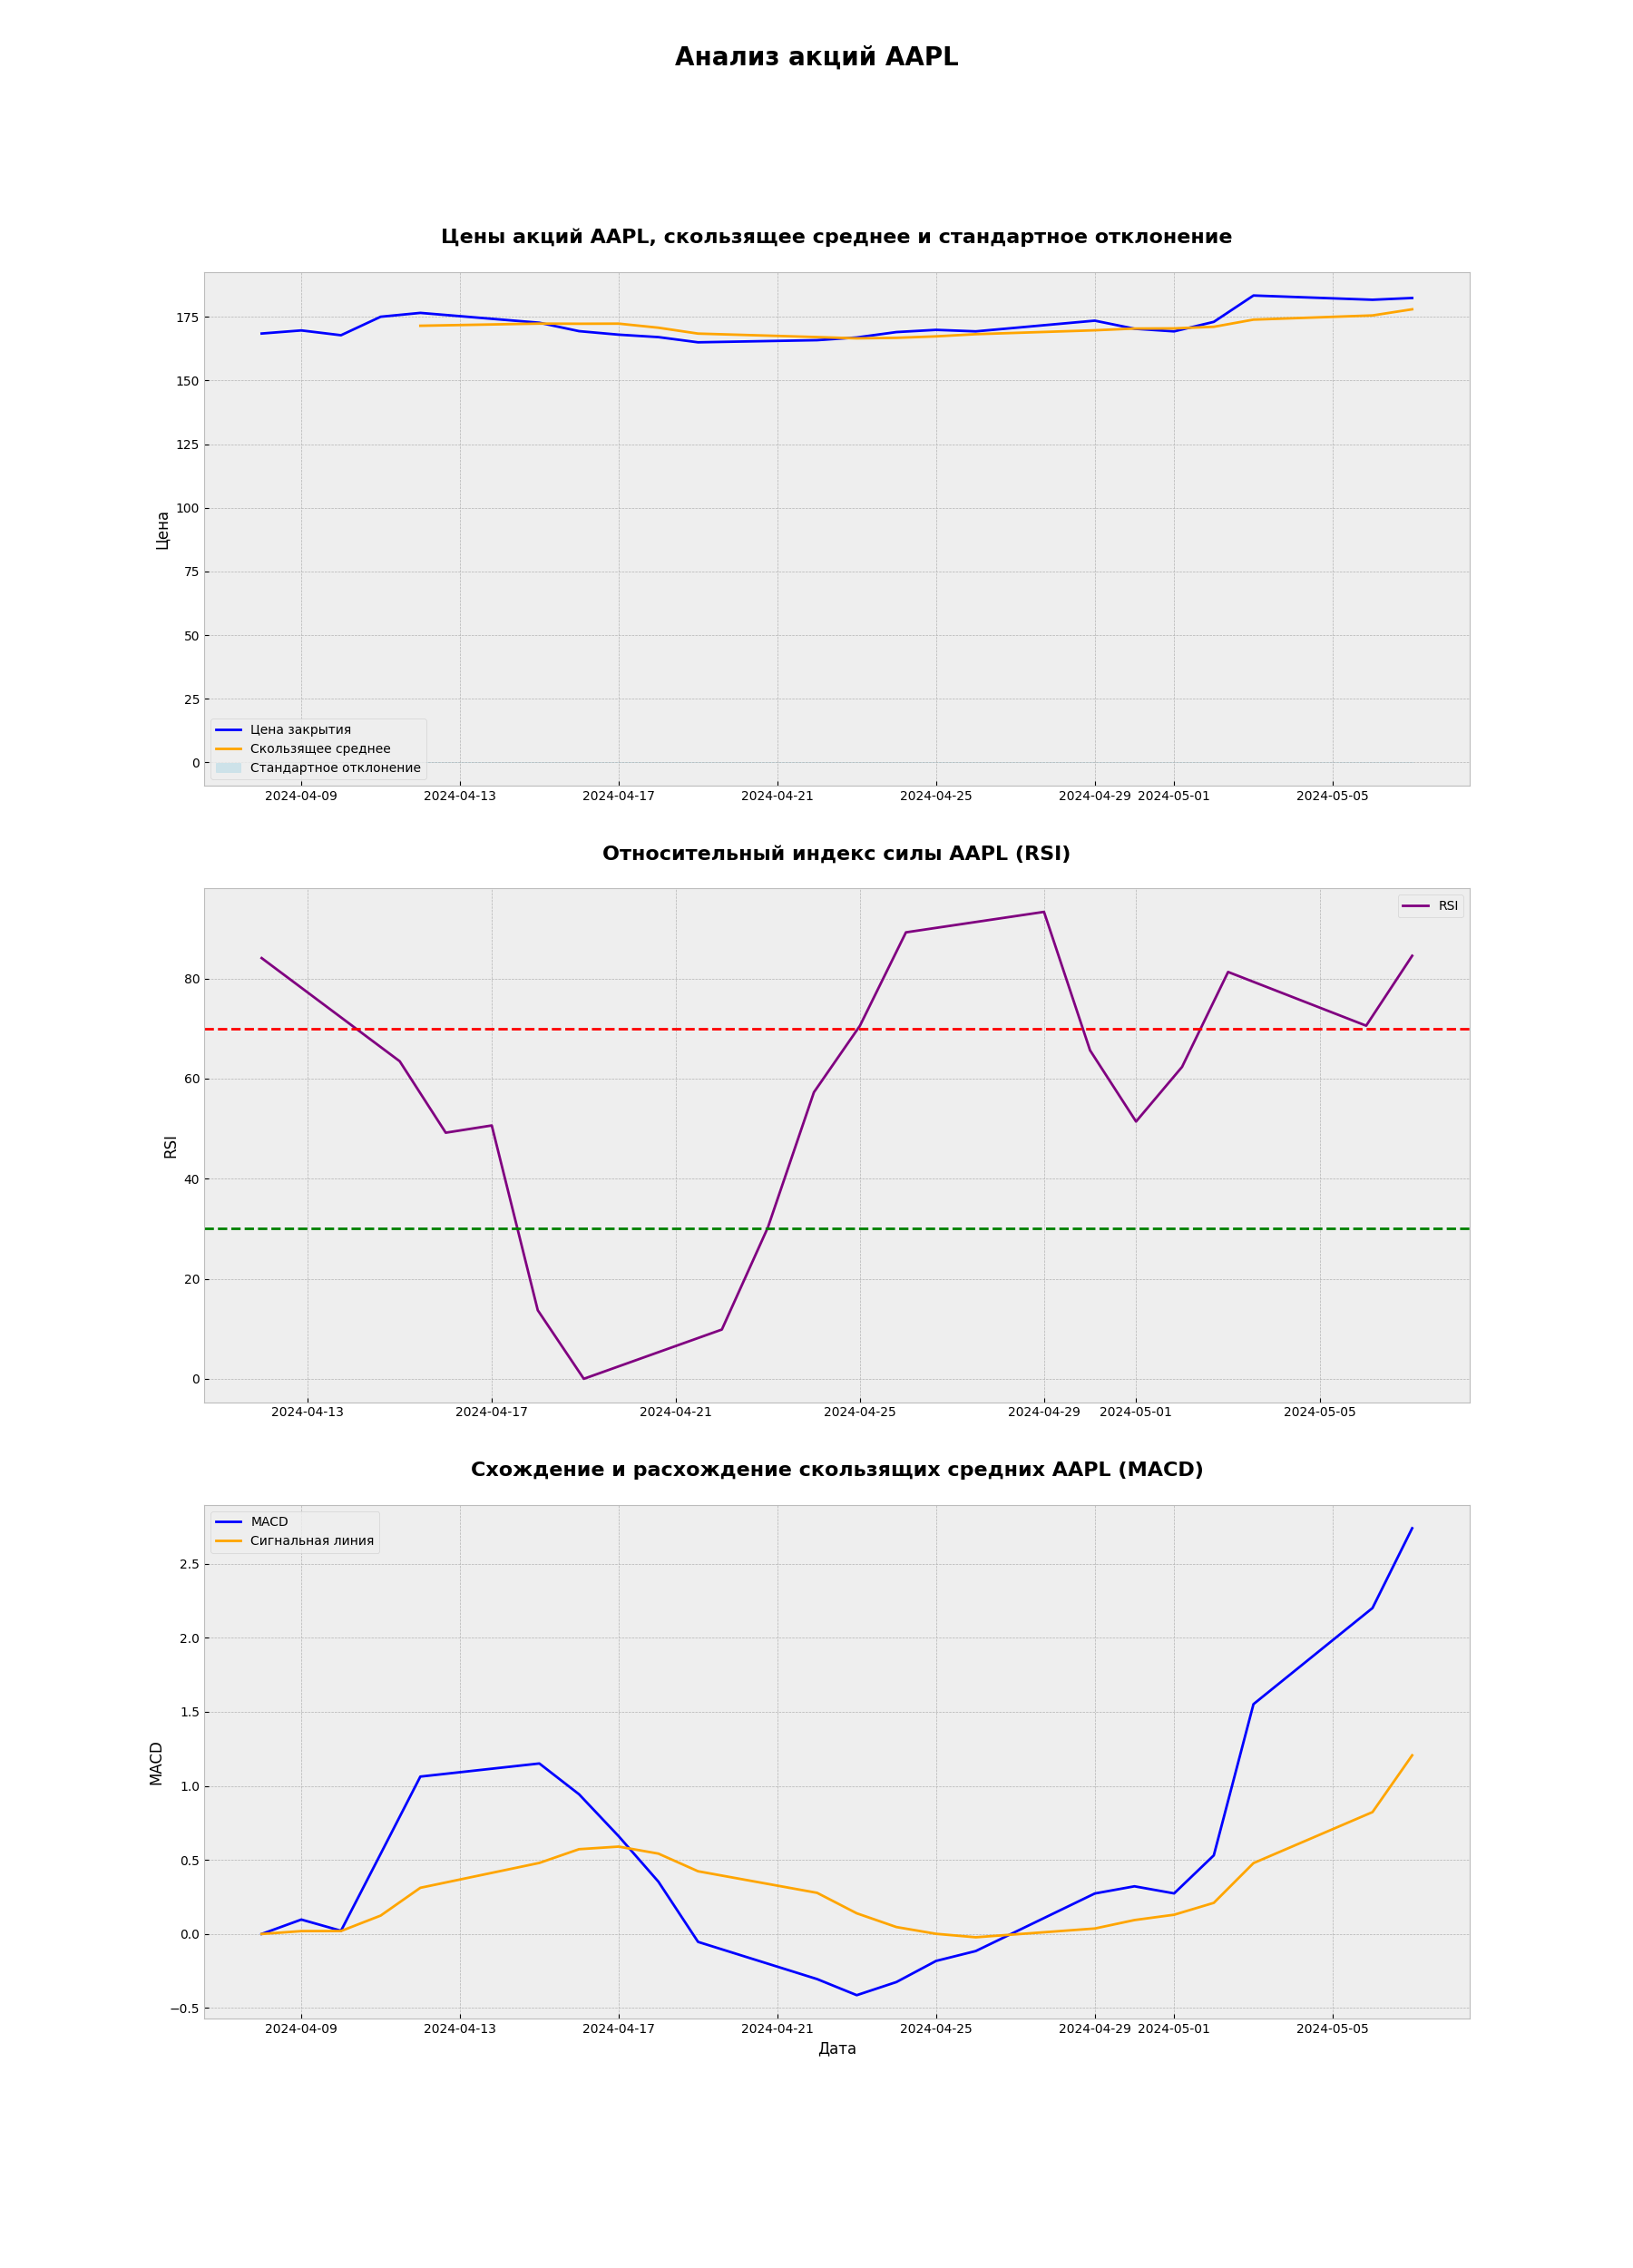 Анализ акций AAPL
Цены акций AAPL, скользящее среднее и стандартное отклонение
Цена
175
150
125
100
75
50
25
0
Цена закрытия
Скользящее среднее
Стандартное отклонение
2024-04-09 2024-04-13 2024-04-17 2024-04-21 2024-04-25 2024-04-29 2024-05-01 2024-05-05
Относительный индекс силы AAPL (RSI)
RSI
RSI
80
60
40
20
0
2024-04-13 2024-04-17 2024-04-21 2024-04-25 2024-04-29 2024-05-01 2024-05-05
Схождение и расхождение скользящих средних AAPL (MACD)
MACD
Сигнальная линия
MACD
2.5
2.0
1.5
1.0
0.5
0.0
−0.5
2024-04-09 2024-04-13 2024-04-17 2024-04-21 2024-04-25 2024-04-29 2024-05-01 2024-05-05
Дата